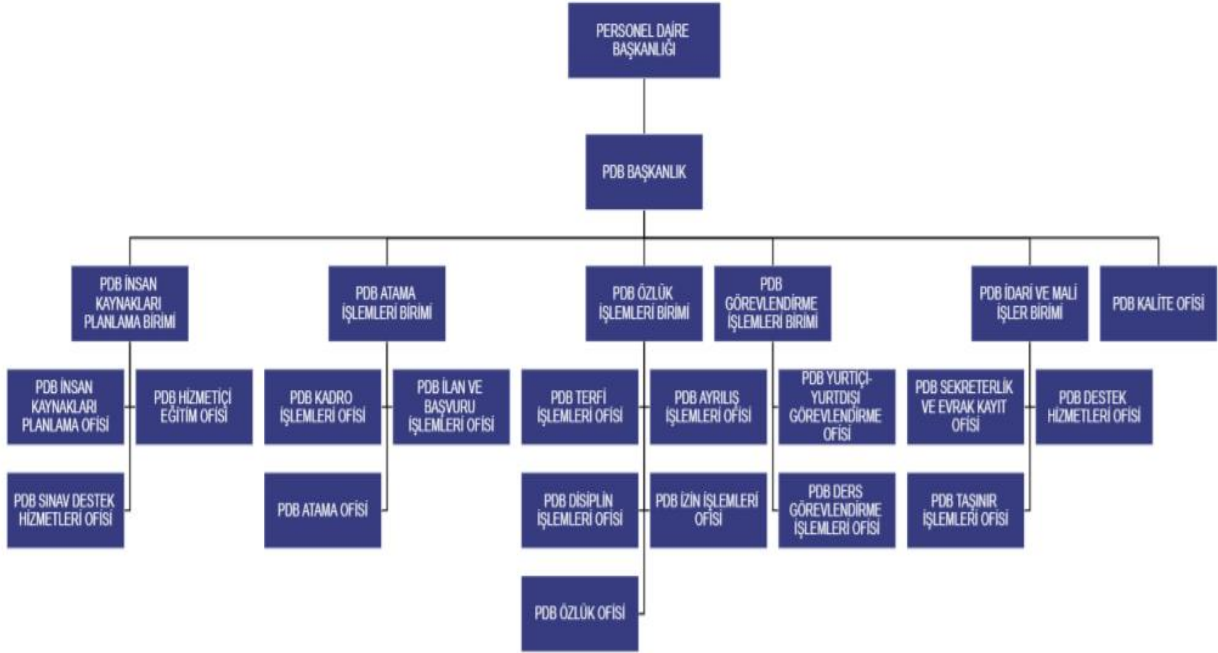 PERSONEL DAİRE
BAŞKANLIĞI
PDB BAŞKANLIK
PDB İNSAN
KAYNAKLARI
PLANLAMA BİRİMİ
PDB ATAMA
İŞLEMLERİ BİRİMİ
PDB ÖZLÜK
İŞLEMLERİ BİRİMİ
PDB
GÖREVLENDİRME
İŞLEMLERİ BİRİMİ
PDB İDARİ VE MALİ
İŞLER BİRİMİ
PDB KALİTE OFİSİ
PDB İNSAN
KAYNAKLARI
PLANLAMA OFİSİ
PDB HİZMETİÇİ
EĞİTİM OFİSİ
PDB KADRO
İŞLEMLERİ OFİSİ
PDB İLAN VE
BAŞVURU
İŞLEMLERİ OFİSİ
PDB TERFİ
İŞLEMLERİ OFİSİ
PDB AYRILIŞ
İŞLEMLERİ OFİSİ
PDB YURTİÇİ-
YURTDIŞI
GÖREVLENDİRME
OFİSİ
PDB SEKRETERLİK
VE EVRAK KAYIT
OFİSİ
PDB DESTEK
HİZMETLERİ OFİSİ
PDB SINAV DESTEK
HİZMETLERİ OFİSİ
PDB ATAMA OFİSİ
PDB DİSİPLİN
İŞLEMLERİ OFİSİ
PDB İZİN İŞLEMLERİ
OFİSİ
PDB DERS
GÖREVLENDİRME
İŞLEMLERİ OFİSİ
PDB TAŞINIR
İŞLEMLERİ OFİSİ
PDB ÖZLÜK OFİSİ